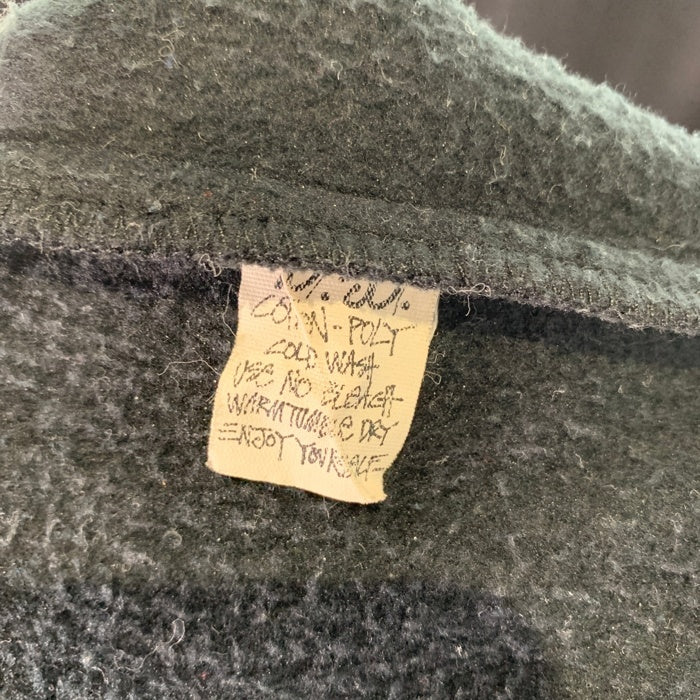 COTTON-POLY
COLD WASH
USE NO BLEACH
WARM TUMBLE DRY
ENJOY YOURSELF